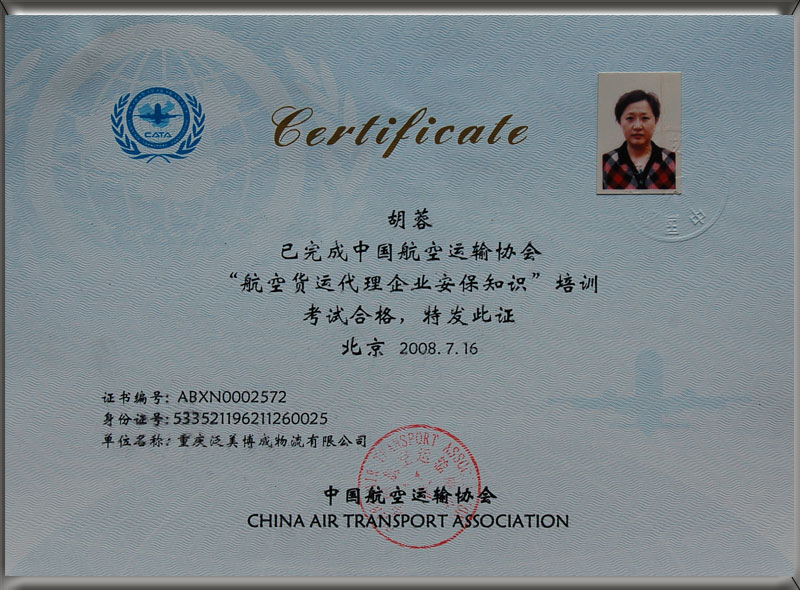 CATA
Certificate
胡蓉
已完成中国航空运输协会
“航空货运代理企业安保知识”培训
考试合格，特发此证
北京 2008.7.16
证书编号: ABXN0002572
身份证号: 533521196211260025
单位名称: 重庆泛美博成物流有限公司
中国航空运输协会
CHINA AIR TRANSPORT ASSOCIATION